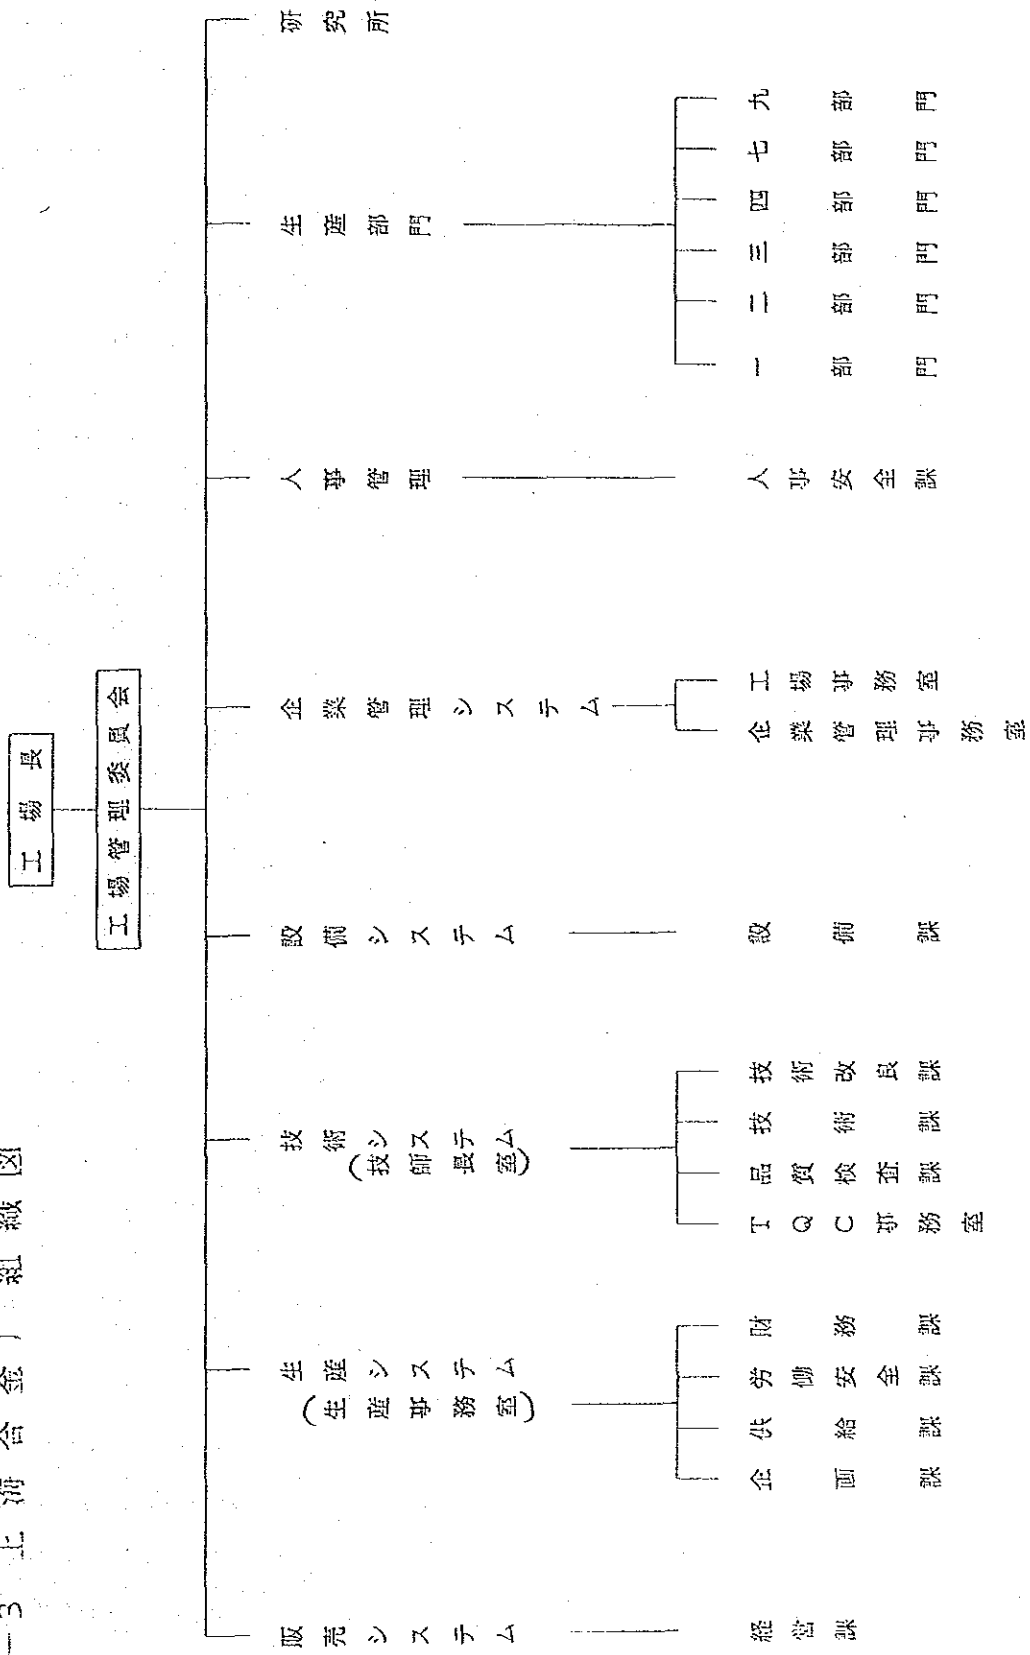 -3 上海合金厂組織図
工場長
工場管理委員会
販売システム
経営課
生産システム
(生産事務室)
企画課
供給課
労働安全課
財務課
技術システム
(技師長室)
TQC事務室
品質検査課
技術課
技術改良課
設備システム
設備課
企業管理システム
企業管理事務室
工場事務室
人事管理
人事安全課
生産部門
一部門
二部門
三部門
四部門
七部門
九部門
研究所